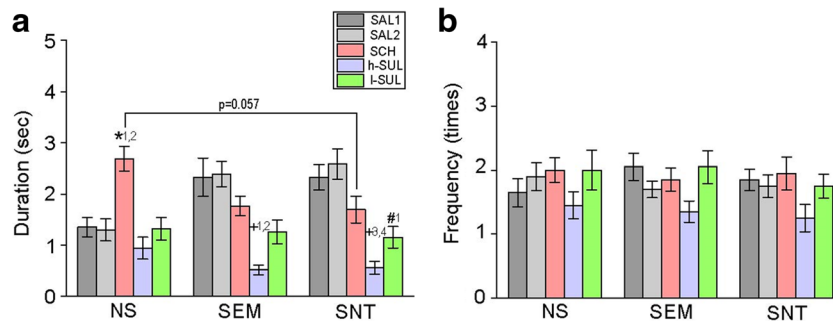 a
SAL1
SAL2
SCH
h-SUL
l-SUL
Duration (sec)
5
4
3
2
1
0
p=0.057
*1,2
+1,2
+3,4
#1
NS
SEM
SNT
b
Frequency (times)
4
3
2
1
0
NS
SEM
SNT